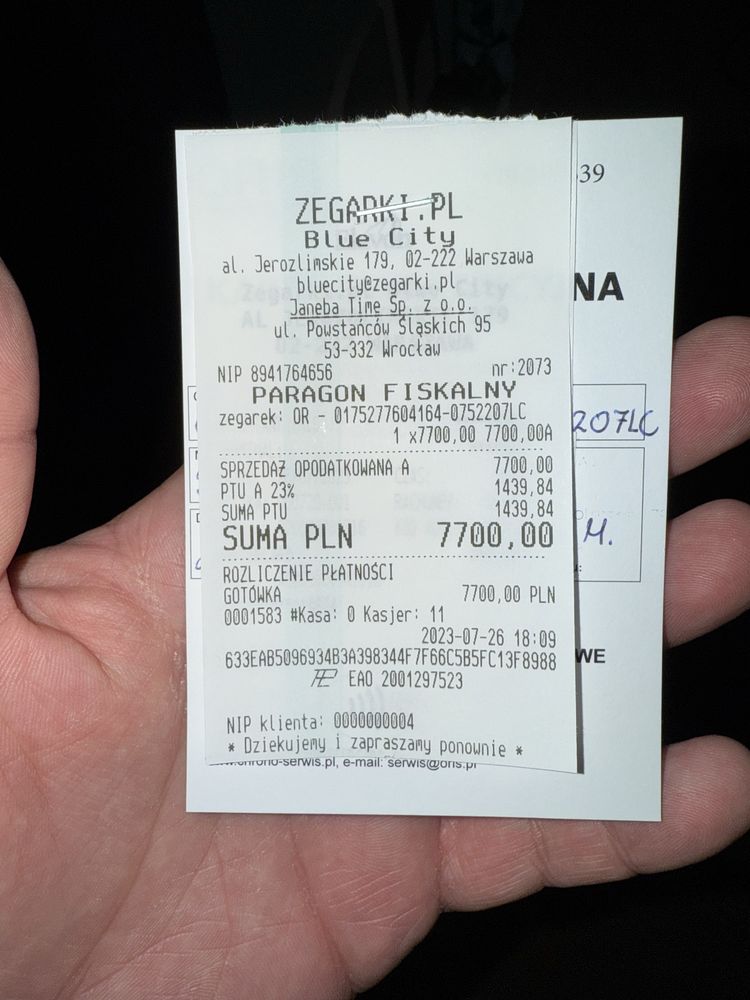 ZEGARKI.PL
Blue City
al. Jerozlimskie 179, 02-222 Warszawa
bluecity@zegarki.pl
Janeba Time Sp. z o.o.
ul. Powstańców Śląskich 95
53-332 Wrocław
NIP 8941764656 nr:2073
PARAGON FISKALNY
zegarek: OR - 0175277604164-0752207LC
1 x7700,00 7700,00A
SPRZEDAŻ OPODATKOWANA A 7700,00
PTU A 23% 1439,84
SUMA PTU 1439,84
SUMA PLN 7700,00
ROZLICZENIE PŁATNOŚCI
GOTÓWKA 7700,00 PLN
0001583 #Kasa: 0 Kasjer: 11
2023-07-26 18:09
633EAB5096934B3A398344F7F66C5B5FC13F8988
EAO 2001297523
NIP klienta: 0000000004
* Dziekujemy i zapraszamy ponownie *
39
NA
207LC
M.
WE
www.chrono-serwis.pl, e-mail: serwis@oris.pl